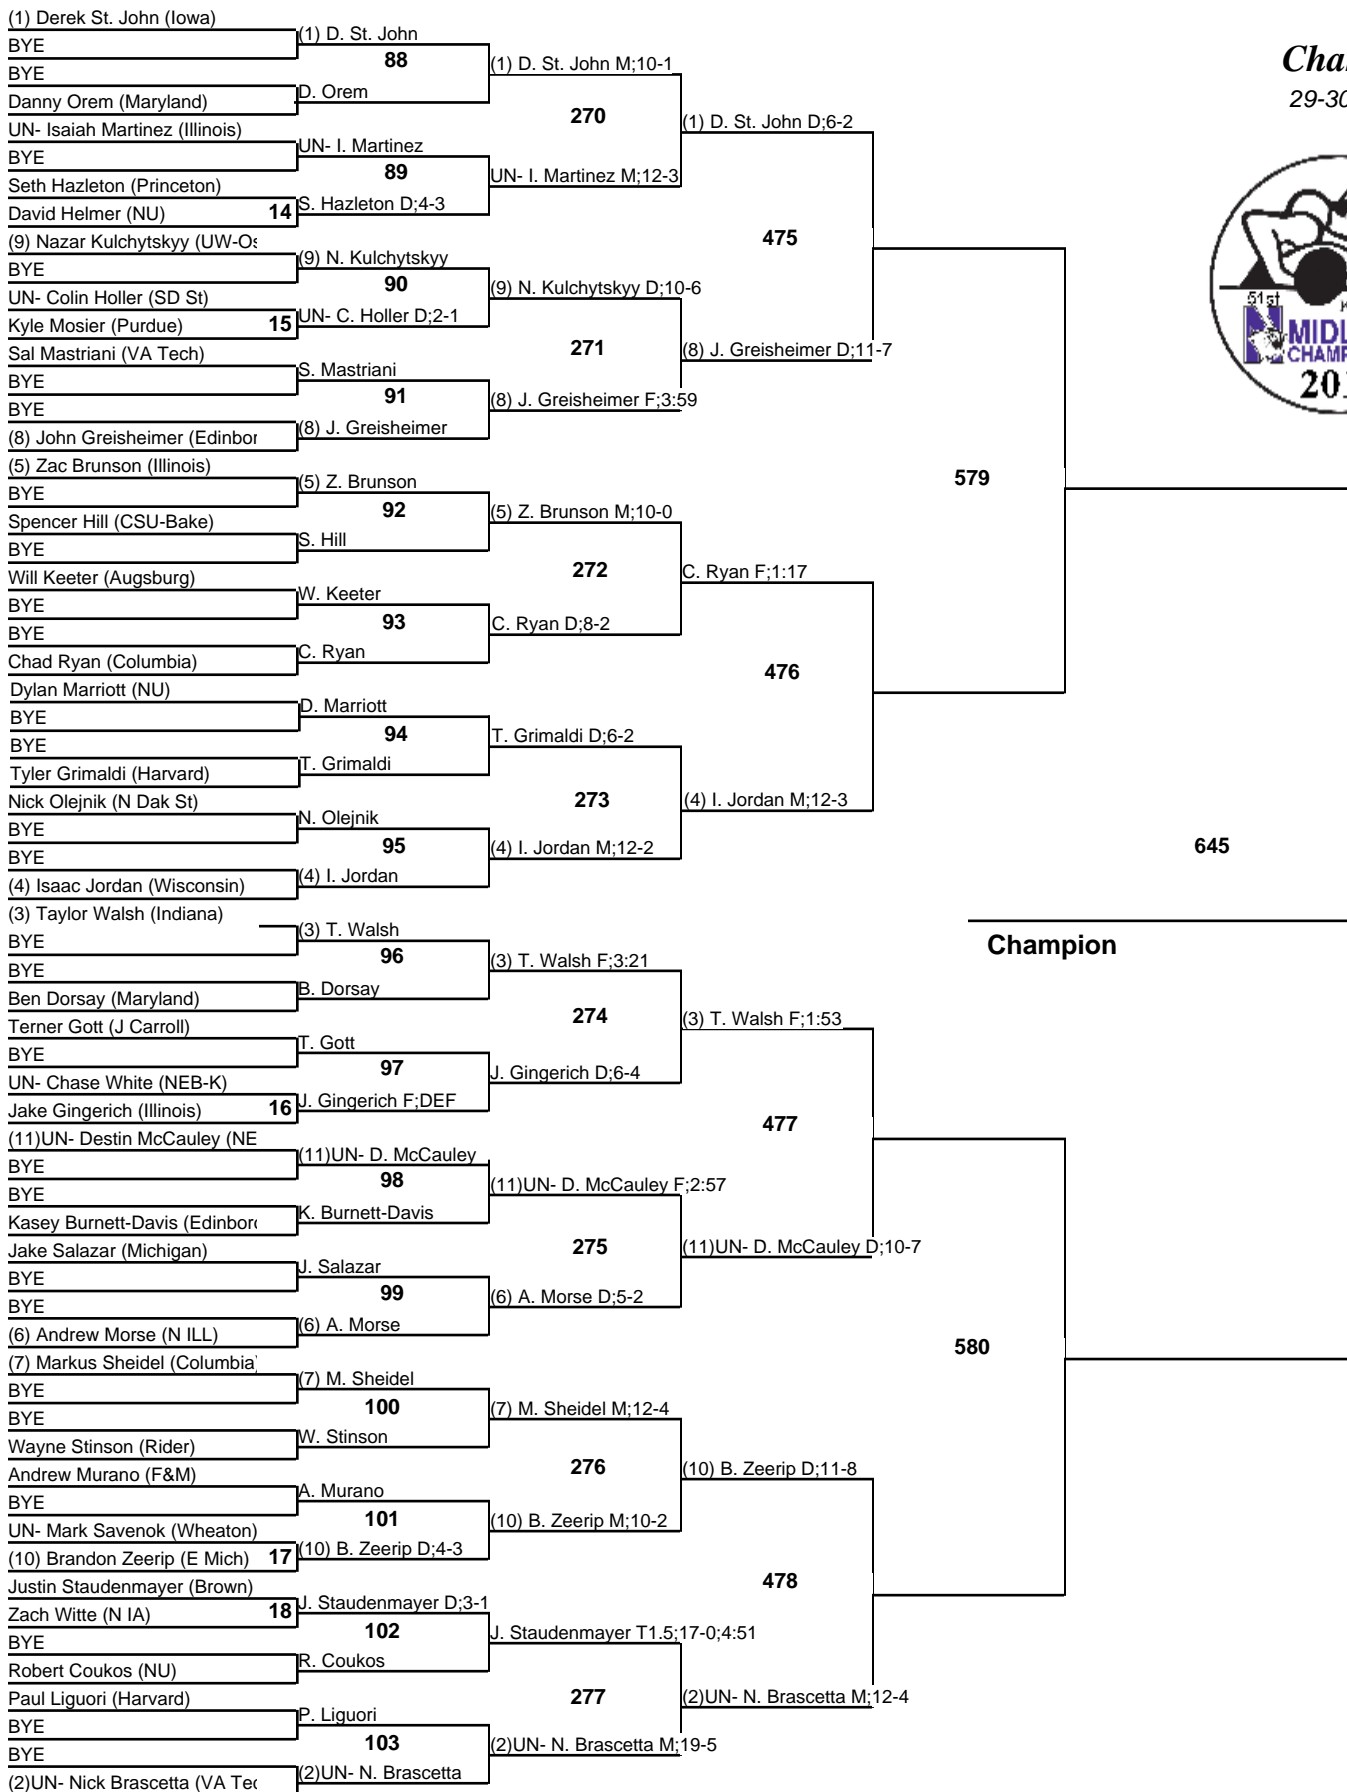 (1) Derek St. John (Iowa)
BYE
BYE
Danny Orem (Maryland)
UN- Isaiah Martinez (Illinois)
BYE
Seth Hazleton (Princeton)
David Helmer (NU) 14
(9) Nazar Kulchytskyy (UW-Os
BYE
UN- Colin Holler (SD St)
Kyle Mosier (Purdue) 15
Sal Mastriani (VA Tech)
BYE
BYE
(8) John Greisheimer (Edinbor
(5) Zac Brunson (Illinois)
BYE
Spencer Hill (CSU-Bake)
BYE
Will Keeter (Augsburg)
BYE
BYE
Chad Ryan (Columbia)
Dylan Marriott (NU)
BYE
BYE
Tyler Grimaldi (Harvard)
Nick Olejnik (N Dak St)
BYE
BYE
(4) Isaac Jordan (Wisconsin)
(3) Taylor Walsh (Indiana)
BYE
BYE
Ben Dorsay (Maryland)
Terner Gott (J Carroll)
BYE
UN- Chase White (NEB-K)
Jake Gingerich (Illinois) 16
(11)UN- Destin McCauley (NE
BYE
BYE
Kasey Burnett-Davis (Edinboro
Jake Salazar (Michigan)
BYE
BYE
(6) Andrew Morse (N ILL)
(7) Markus Sheidel (Columbia)
BYE
BYE
Wayne Stinson (Rider)
Andrew Murano (F&M)
BYE
UN- Mark Savenok (Wheaton)
(10) Brandon Zeerip (E Mich) 17
Justin Staudenmayer (Brown)
Zach Witte (N IA) 18
BYE
Robert Coukos (NU)
Paul Liguori (Harvard)
BYE
BYE
(2)UN- Nick Brascetta (VA Tec
(1) D. St. John
88
D. Orem
UN- I. Martinez
89
S. Hazleton D;4-3
(9) N. Kulchytskyy
90
UN- C. Holler D;2-1
S. Mastriani
91
(8) J. Greisheimer
(5) Z. Brunson
92
S. Hill
W. Keeter
93
C. Ryan
D. Marriott
94
T. Grimaldi
N. Olejnik
95
(4) I. Jordan
(3) T. Walsh
96
B. Dorsay
T. Gott
97
J. Gingerich F;DEF
(11)UN- D. McCauley
98
K. Burnett-Davis
J. Salazar
99
(6) A. Morse
(7) M. Sheidel
100
W. Stinson
A. Murano
101
(10) B. Zeerip D;4-3
J. Staudenmayer D;3-1
102
R. Coukos
P. Liguori
103
(2)UN- N. Brascetta
(1) D. St. John M;10-1
270
UN- I. Martinez M;12-3
(9) N. Kulchytskyy D;10-6
271
(8) J. Greisheimer F;3:59
(5) Z. Brunson M;10-0
272
C. Ryan D;8-2
T. Grimaldi D;6-2
273
(4) I. Jordan M;12-2
(3) T. Walsh F;3:21
274
J. Gingerich D;6-4
(11)UN- D. McCauley F;2:57
275
(6) A. Morse D;5-2
(7) M. Sheidel M;12-4
276
(10) B. Zeerip M;10-2
J. Staudenmayer T1.5;17-0;4:51
277
(2)UN- N. Brascetta M;19-5
(1) D. St. John D;6-2
475
(8) J. Greisheimer D;11-7
C. Ryan F;1:17
476
(4) I. Jordan M;12-3
(3) T. Walsh F;1:53
477
(11)UN- D. McCauley D;10-7
(10) B. Zeerip D;11-8
478
(2)UN- N. Brascetta M;12-4
579
580
645
Champion
Cha
29-30
51st
N
MIDL
CHAMP
201